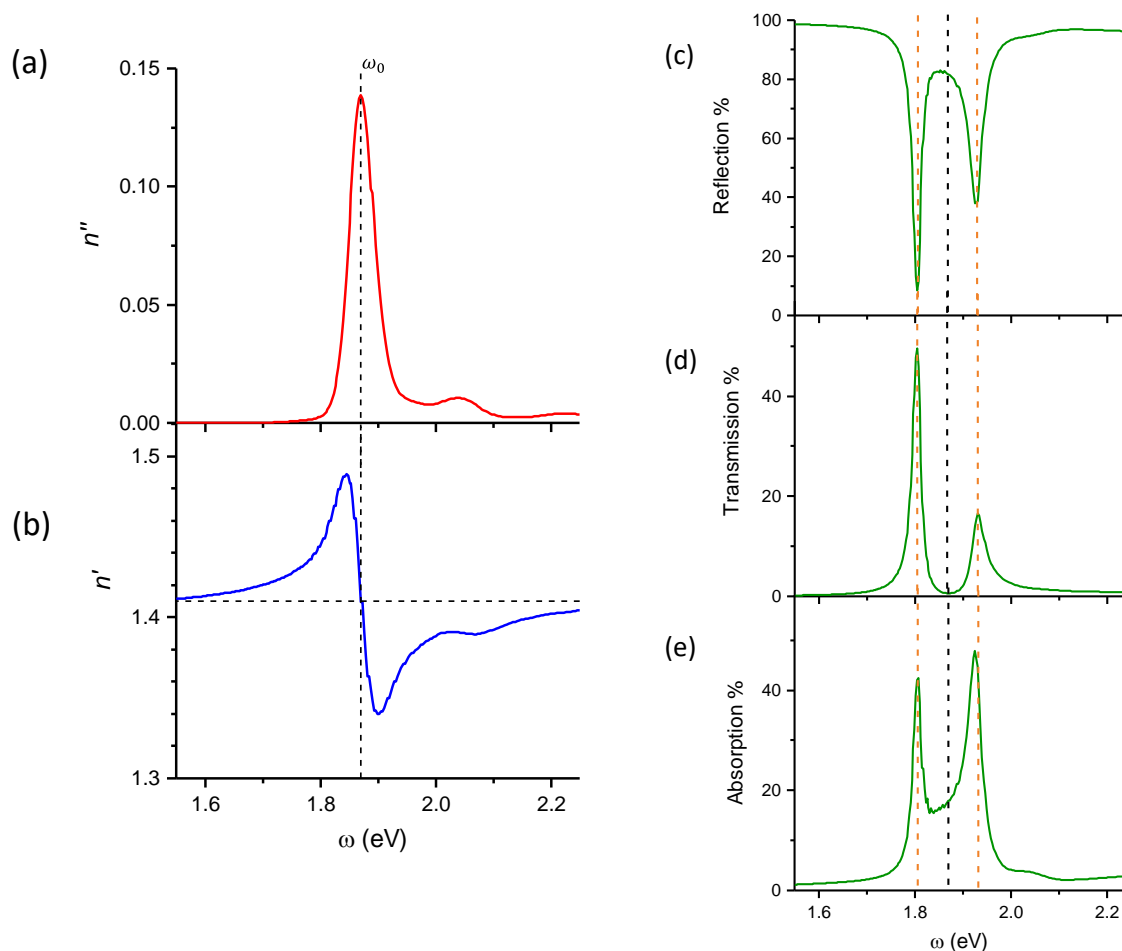 (a)
0.15
0.10
0.05
0.00
n''
ω₀
(b)
1.5
1.4
1.3
n'
1.6
1.8
2.0
2.2
ω (eV)
(c)
100
80
60
40
20
0
Reflection %
(d)
40
20
0
Transmission %
(e)
40
20
0
Absorption %
1.6
1.8
2.0
2.2
ω (eV)